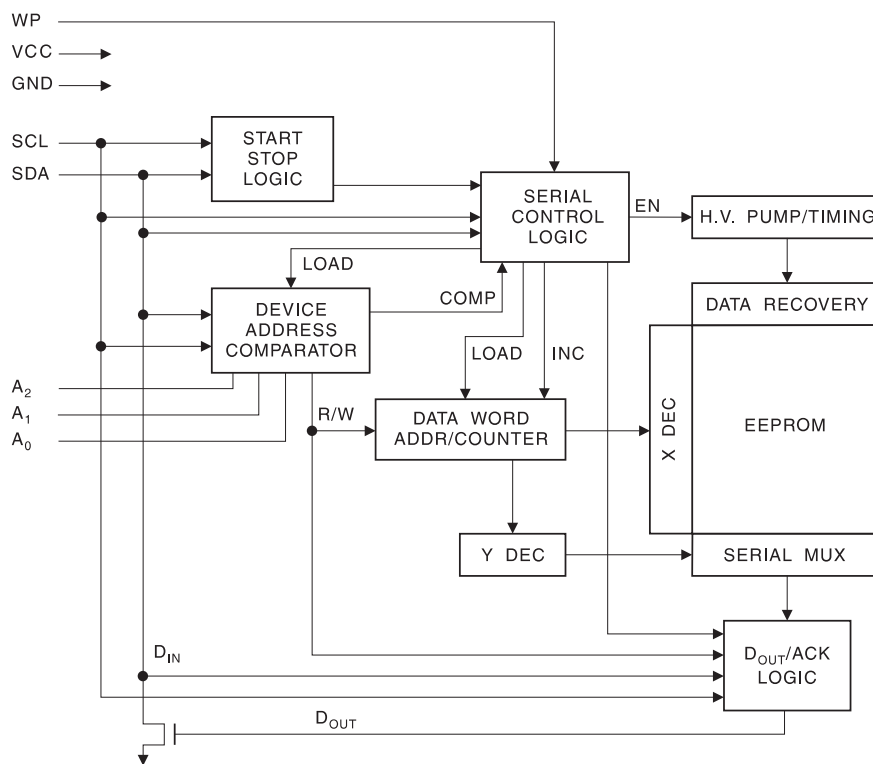 WP
VCC
GND
SCL
SDA
START
STOP
LOGIC
SERIAL
CONTROL
LOGIC
EN
H.V. PUMP/TIMING
LOAD
COMP
DEVICE
ADDRESS
COMPARATOR
DATA RECOVERY
LOAD
INC
A2
A1
A0
R/W
DATA WORD
ADDR/COUNTER
X DEC
EEPROM
Y DEC
SERIAL MUX
DIN
DOUT/ACK
LOGIC
DOUT